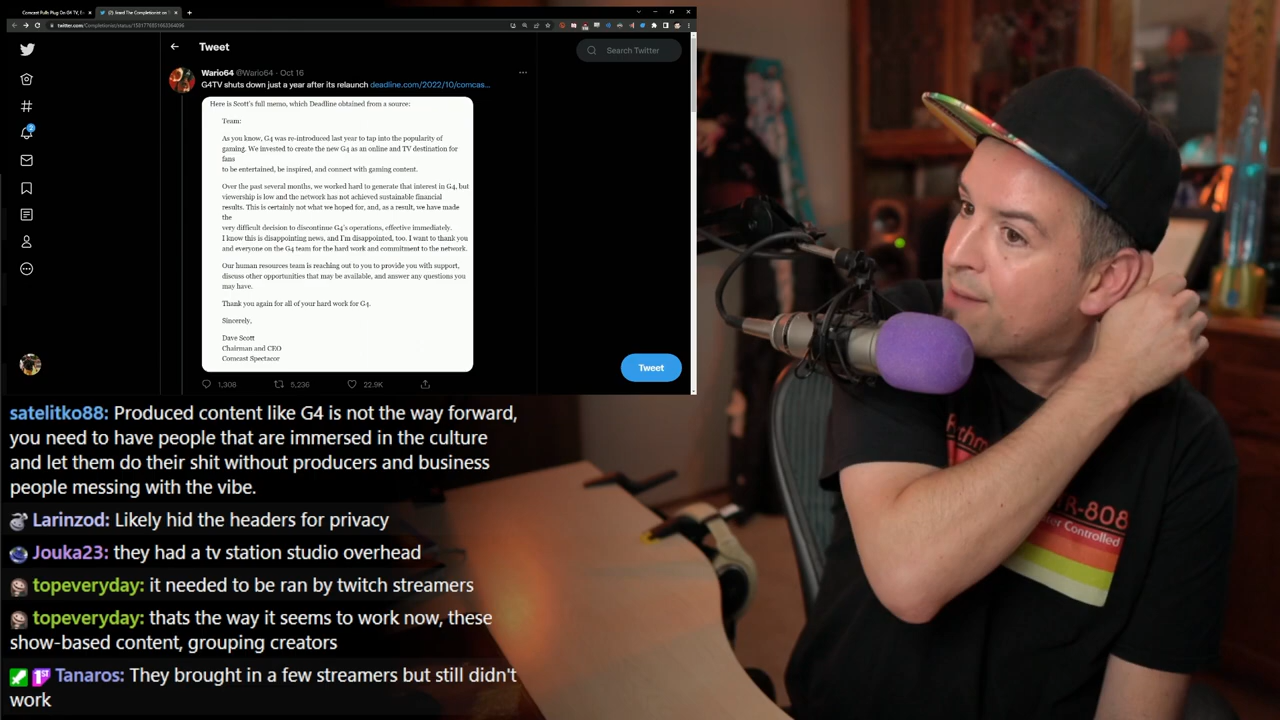 Comcast Pulls Plug On G4 TV, I
twitter.com/Completionist/status/
Tweet
Search Twitter
Wario64 @Wario64 · Oct 16
G4TV shuts down just a year after its relaunch deadline.com/2022/10/comcas...
Here is Scott's full memo, which Deadline obtained from a source:
Team:
As you know, G4 was re-introduced last year to tap into the popularity of
gaming. We invested to create the new G4 as an online and TV destination for
fans
to be entertained, be inspired, and connect with gaming content.
Over the past several months, we worked hard to generate that interest in G4, but
viewership is low and the network has not achieved sustainable financial
results. This is certainly not what we hoped for, and, as a result, we have made
the
very difficult decision to discontinue G4's operations, effective immediately.
I know this is disappointing news, and I'm disappointed, too. I want to thank you
and everyone on the G4 team for the hard work and commitment to the network.
Our human resources team is reaching out to you to provide you with support,
discuss other opportunities that may be available, and answer any questions you
may have.
Thank you again for all of your hard work for G4.
Sincerely,
Dave Scott
Chairman and CEO
Comcast Spectacor
1,308
5,236
22.9K
Tweet
satelitko88: Produced content like G4 is not the way forward,
you need to have people that are immersed in the culture
and let them do their shit without producers and business
people messing with the vibe.
Larinzod: Likely hid the headers for privacy
Jouka23: they had a tv station studio overhead
topeveryday: it needed to be ran by twitch streamers
topeveryday: thats the way it seems to work now, these
show-based content, grouping creators
1st Tanaros: They brought in a few streamers but still didn't
work
TR-808
Controlled